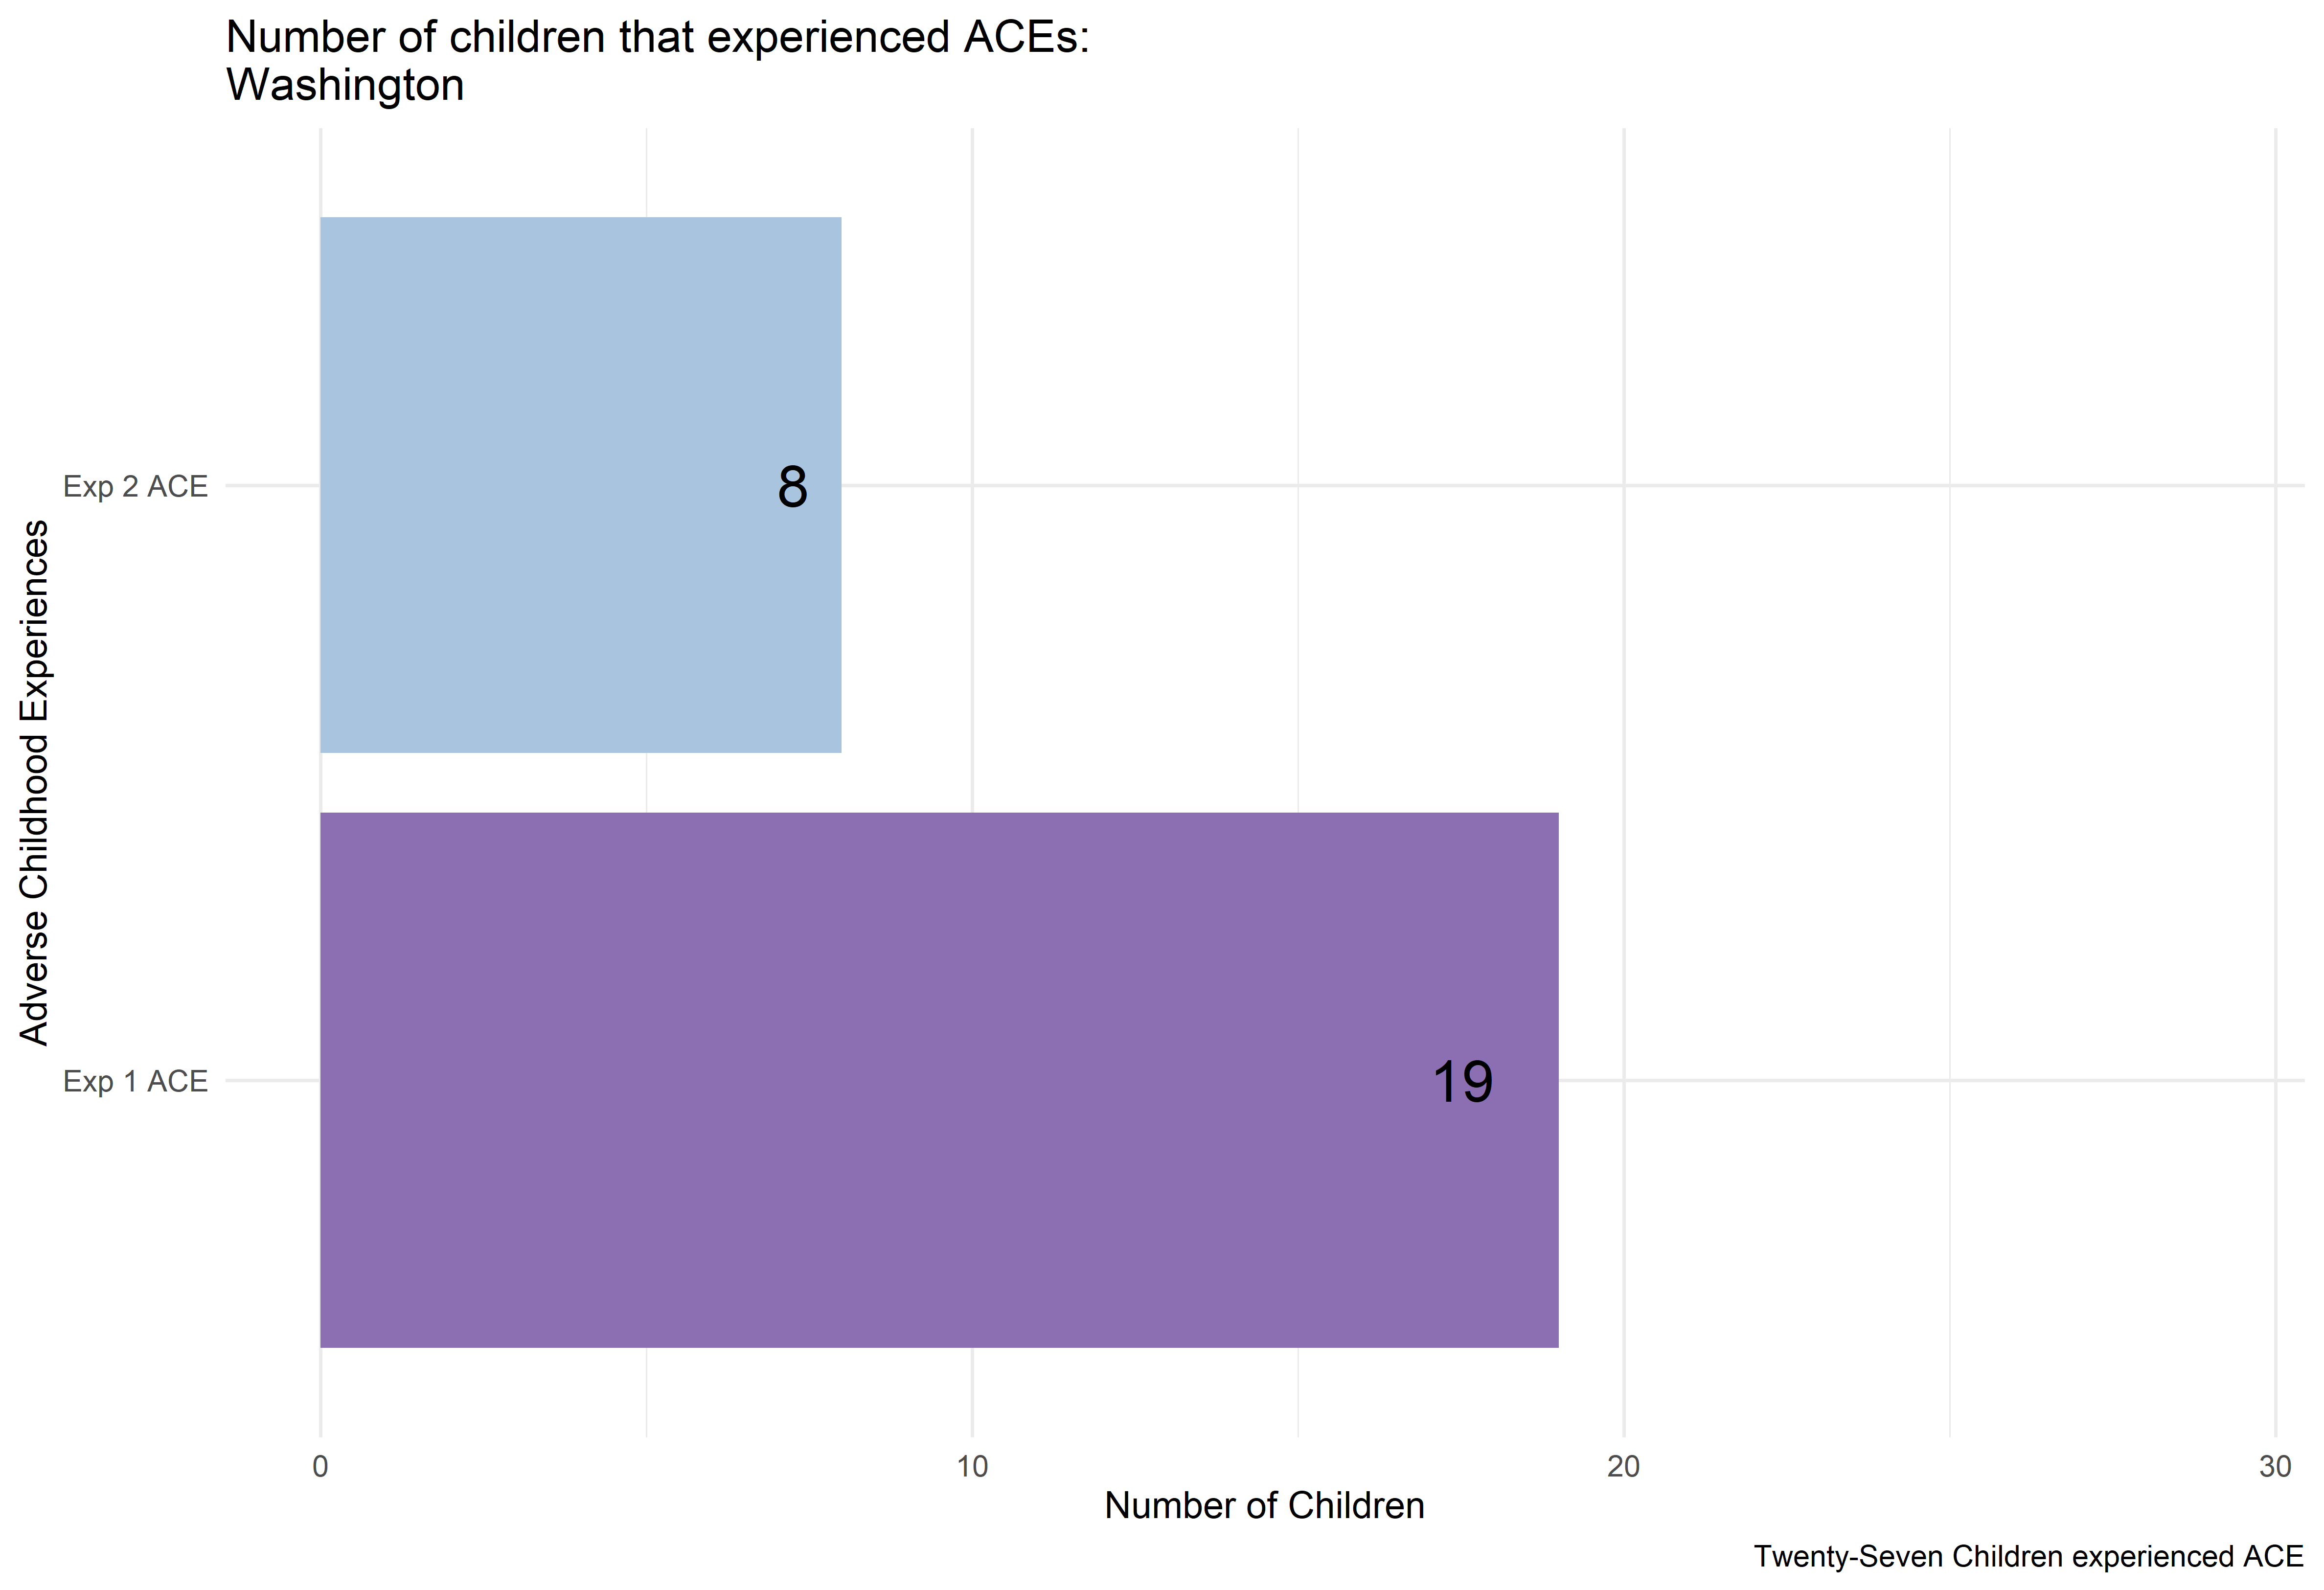 Number of children that experienced ACEs:
Washington
Adverse Childhood Experiences
Exp 2 ACE
8
Exp 1 ACE
19
0
10
20
30
Number of Children
Twenty-Seven Children experienced ACE